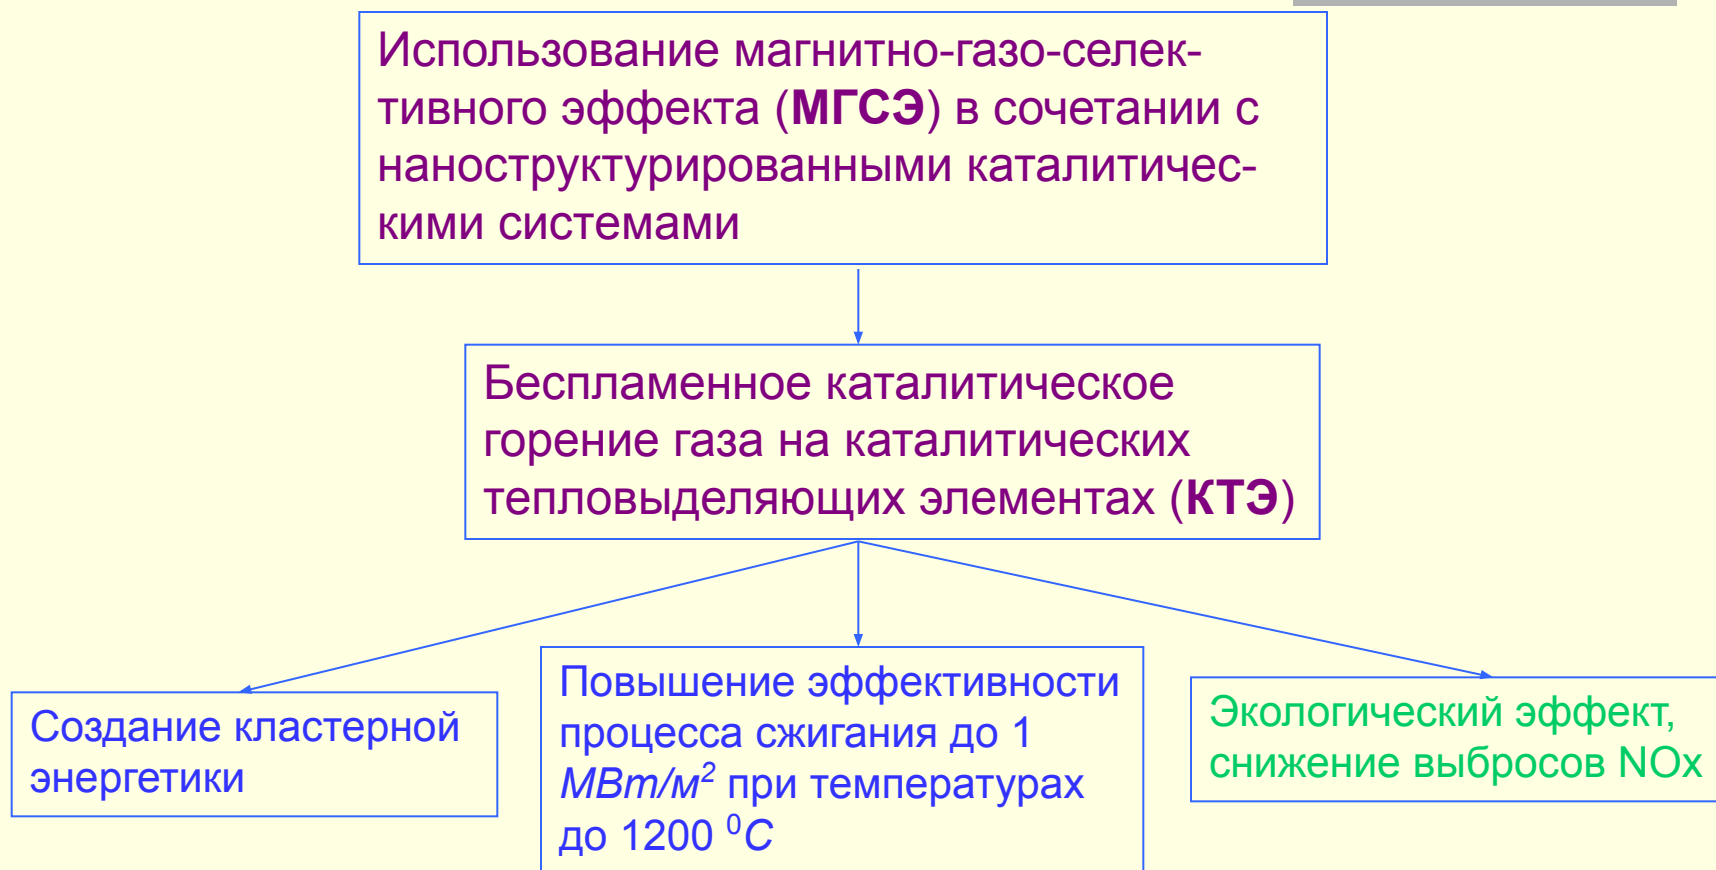 Использование магнитно-газо-селек-
тивного эффекта (МГСЭ) в сочетании с
наноструктурированными каталитичес-
кими системами
Беспламенное каталитическое
горение газа на каталитических
тепловыделяющих элементах (КТЭ)
Создание кластерной
энергетики
Повышение эффективности
процесса сжигания до 1
МВт/м² при температурах
до 1200 ⁰С
Экологический эффект,
снижение выбросов NOx